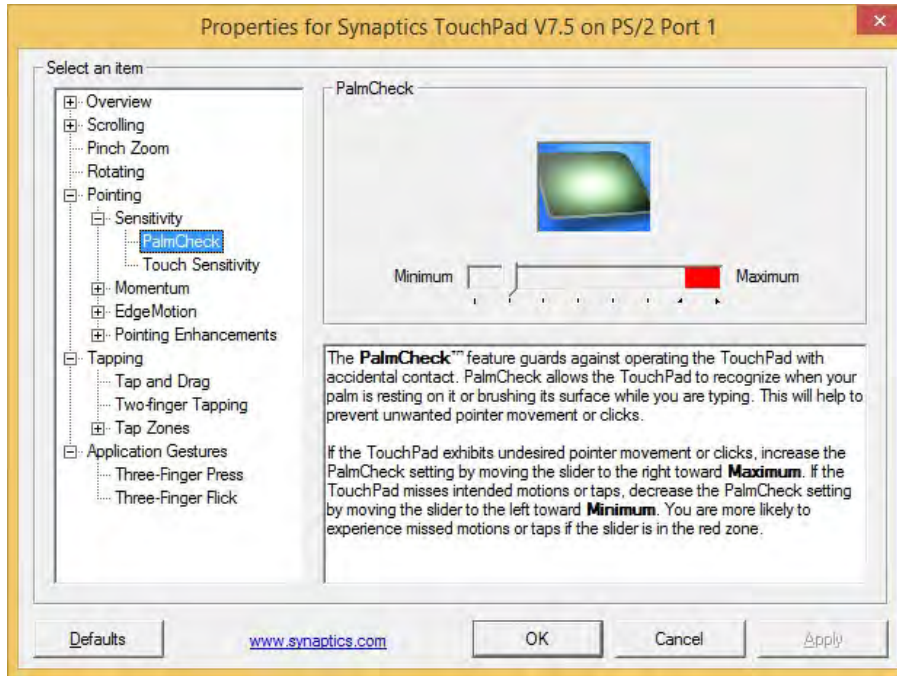 Properties for Synaptics TouchPad V7.5 on PS/2 Port 1
Select an item
Overview
Scrolling
Pinch Zoom
Rotating
Pointing
Sensitivity
PalmCheck
Touch Sensitivity
Momentum
EdgeMotion
Pointing Enhancements
Tapping
Tap and Drag
Two-finger Tapping
Tap Zones
Application Gestures
Three-Finger Press
Three-Finger Flick
PalmCheck
Minimum
Maximum
The PalmCheck™ feature guards against operating the TouchPad with
accidental contact. PalmCheck allows the TouchPad to recognize when your
palm is resting on it or brushing its surface while you are typing. This will help to
prevent unwanted pointer movement or clicks.
If the TouchPad exhibits undesired pointer movement or clicks, increase the
PalmCheck setting by moving the slider to the right toward Maximum. If the
TouchPad misses intended motions or taps, decrease the PalmCheck setting
by moving the slider to the left toward Minimum. You are more likely to
experience missed motions or taps if the slider is in the red zone.
Defaults
www.synaptics.com
OK
Cancel
Apply